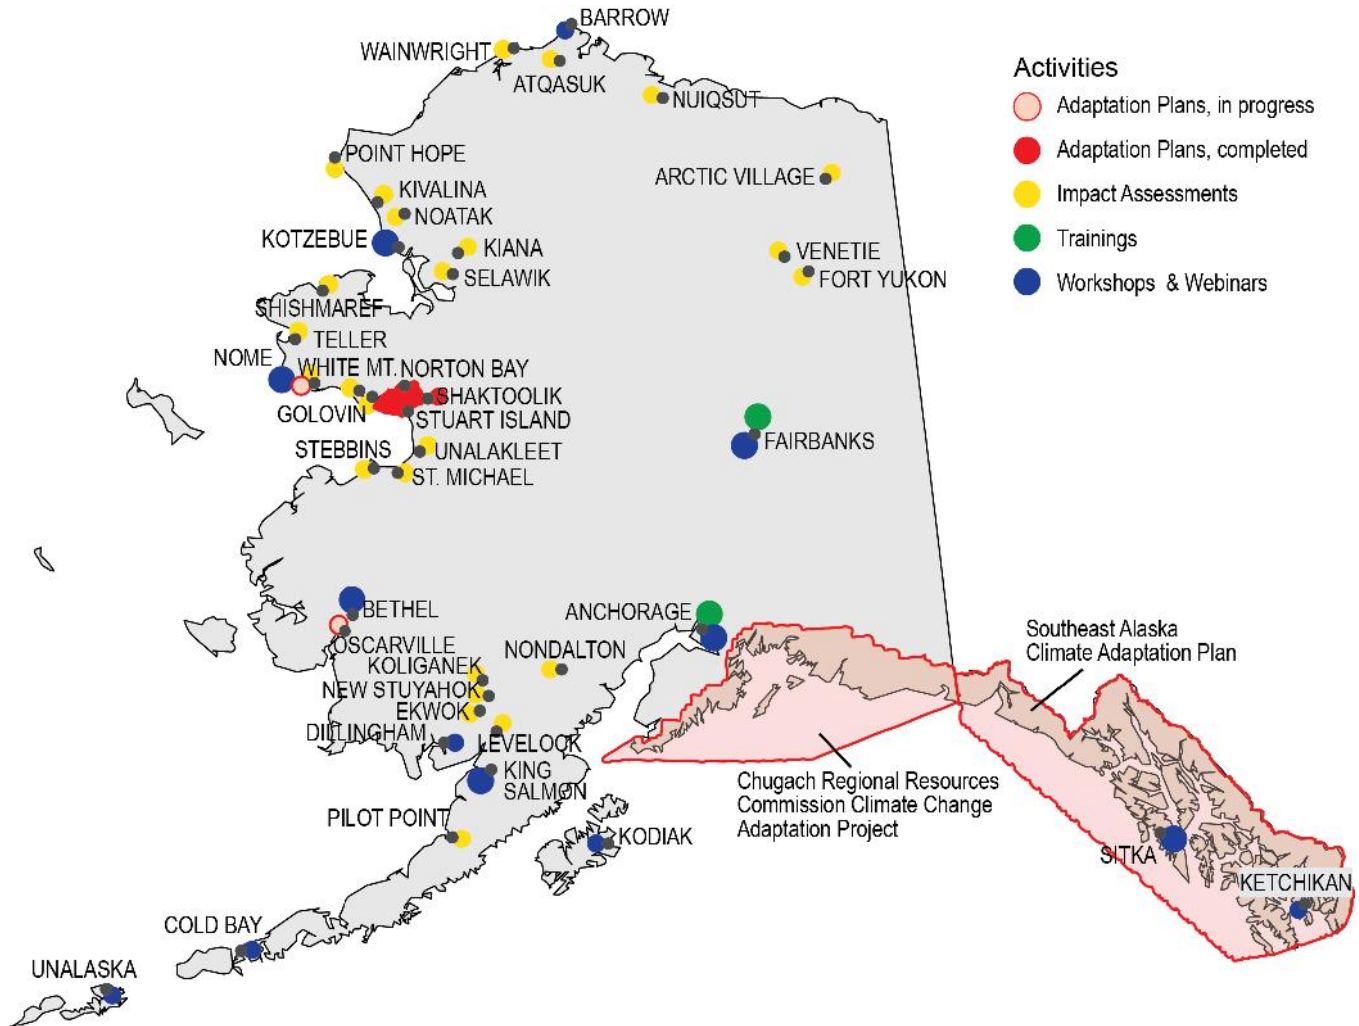 BARROW
WAINWRIGHT
ATQASUK
NUIQSUT
Activities
Adaptation Plans, in progress
Adaptation Plans, completed
Impact Assessments
Trainings
Workshops & Webinars
POINT HOPE
ARCTIC VILLAGE
KIVALINA
NOATAK
KOTZEBUE
KIANA
SELAWIK
VENETIE
FORT YUKON
SHISHMAREF
TELLER
NOME
WHITE MT.
NORTON BAY
SHAKTOOLIK
GOLOVIN
STUART ISLAND
STEBBINS
UNALAKLEET
ST. MICHAEL
FAIRBANKS
BETHEL
ANCHORAGE
OSCARVILLE
KOLIGANEK
NONDALTON
NEW STUYAHOK
EKWOK
DILLINGHAM
LEVELOCK
KING
SALMON
PILOT POINT
KODIAK
Southeast Alaska
Climate Adaptation Plan
Chugach Regional Resources
Commission Climate Change
Adaptation Project
SITKA
KETCHIKAN
COLD BAY
UNALASKA